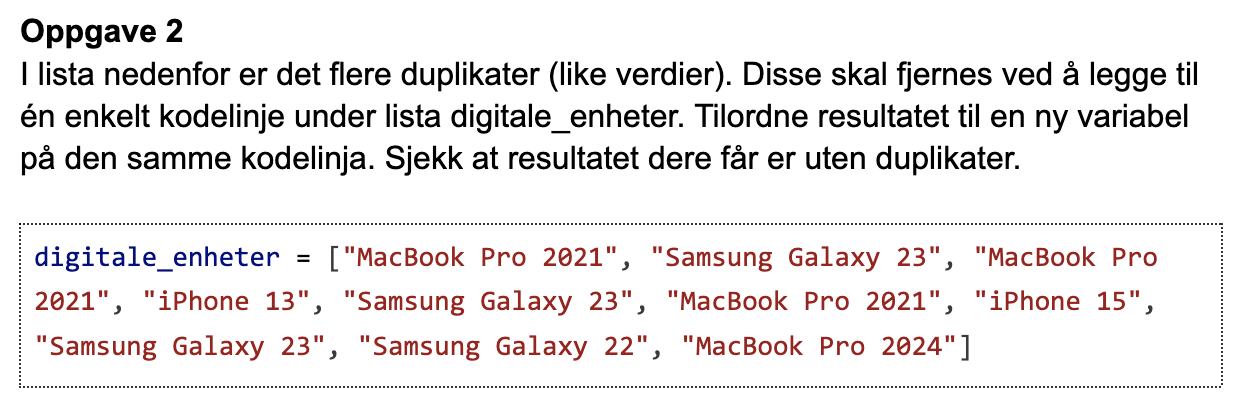 Oppgave 2
I lista nedenfor er det flere duplikater (like verdier). Disse skal fjernes ved å legge til
én enkelt kodelinje under lista digitale_enheter. Tilordne resultatet til en ny variabel
på den samme kodelinja. Sjekk at resultatet dere får er uten duplikater.
digitale_enheter = ["MacBook Pro 2021", "Samsung Galaxy 23", "MacBook Pro
2021", "iPhone 13", "Samsung Galaxy 23", "MacBook Pro 2021", "iPhone 15",
"Samsung Galaxy 23", "Samsung Galaxy 22", "MacBook Pro 2024"]